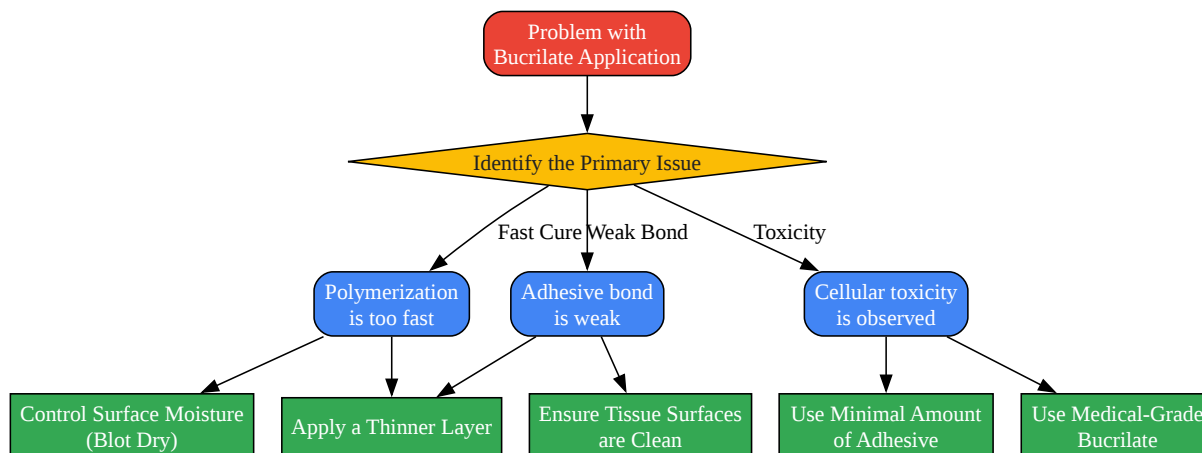 Problem with
Bucrilate Application
Identify the Primary Issue
Fast Cure
Weak Bond
Toxicity
Polymerization
is too fast
Adhesive bond
is weak
Cellular toxicity
is observed
Control Surface Moisture
(Blot Dry)
Apply a Thinner Layer
Ensure Tissue Surfaces
are Clean
Use Minimal Amount
of Adhesive
Use Medical-Grade
Bucrilate